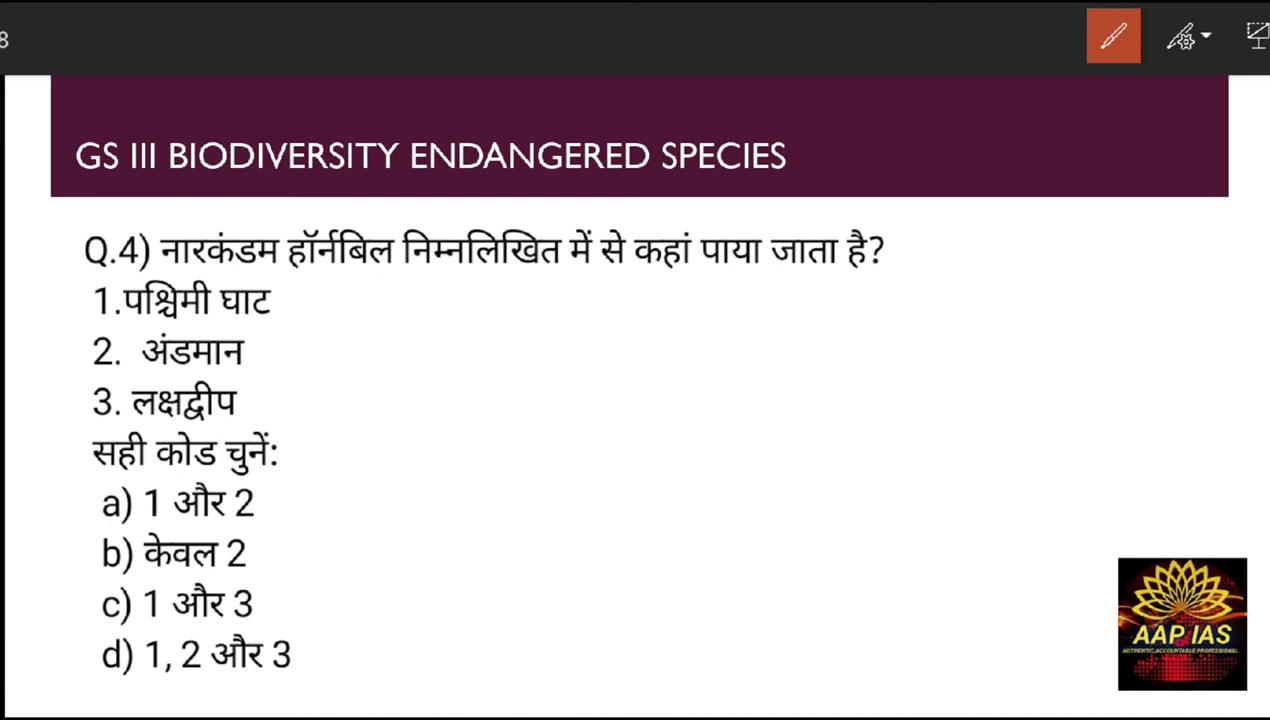 8
GS III BIODIVERSITY ENDANGERED SPECIES
Q.4) नारकंडम हॉर्नबिल निम्नलिखित में से कहां पाया जाता है?
1.पश्चिमी घाट
2. अंडमान
3. लक्षद्वीप
सही कोड चुनें:
a) 1 और 2
b) केवल 2
c) 1 और 3
d) 1, 2 और 3
AAP IAS
AUTHENTIC,ACCOUNTABLE PROFESSIONAL